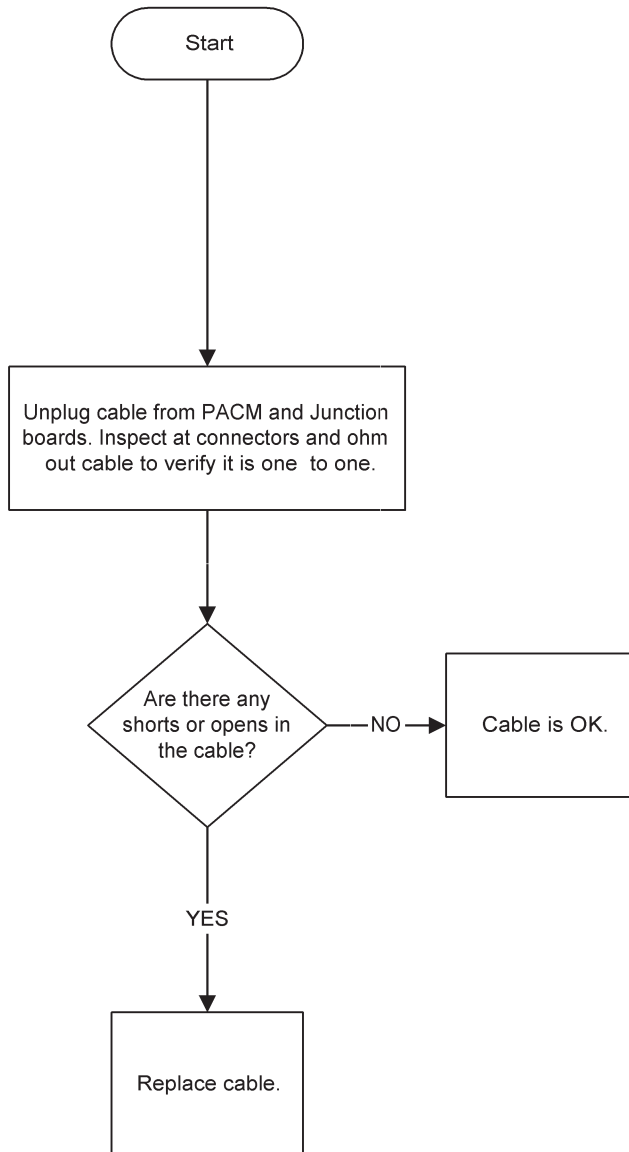 Start
Unplug cable from PACM and Junction
boards. Inspect at connectors and ohm
out cable to verify it is one to one.
Are there any
shorts or opens in
the cable?
NO
Cable is OK.
YES
Replace cable.